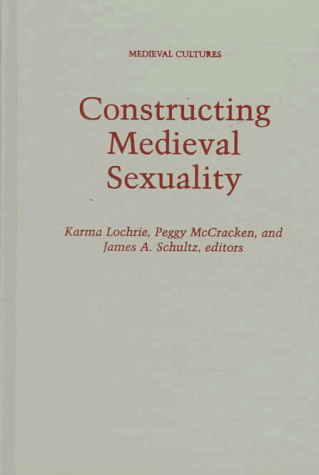 MEDIEVAL CULTURES
Constructing
Medieval
Sexuality
Karma Lochrie, Peggy McCracken, and
James A. Schultz, editors